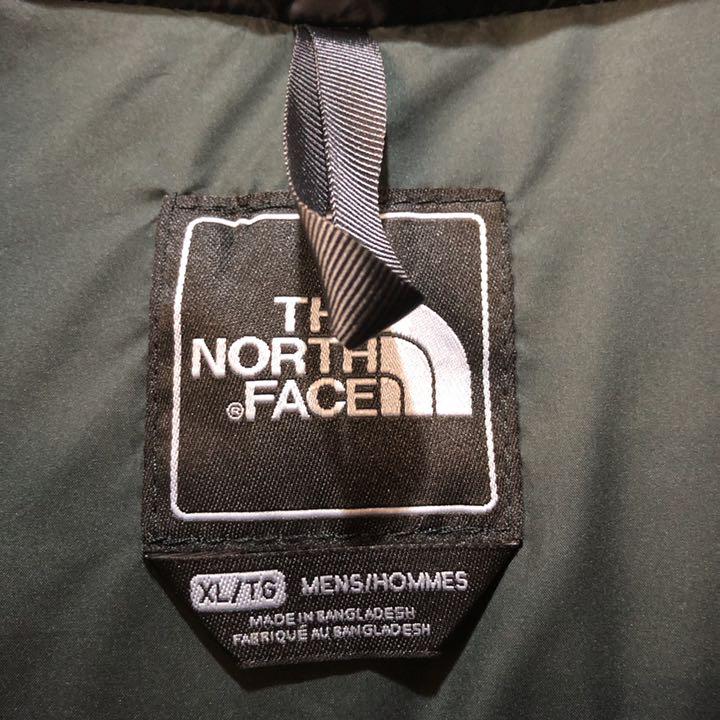 TH
NORTH
®FACE
XL/TG MENS/HOMMES
MADE IN BANGLADESH
FABRIQUÉ AU BANGLADESH